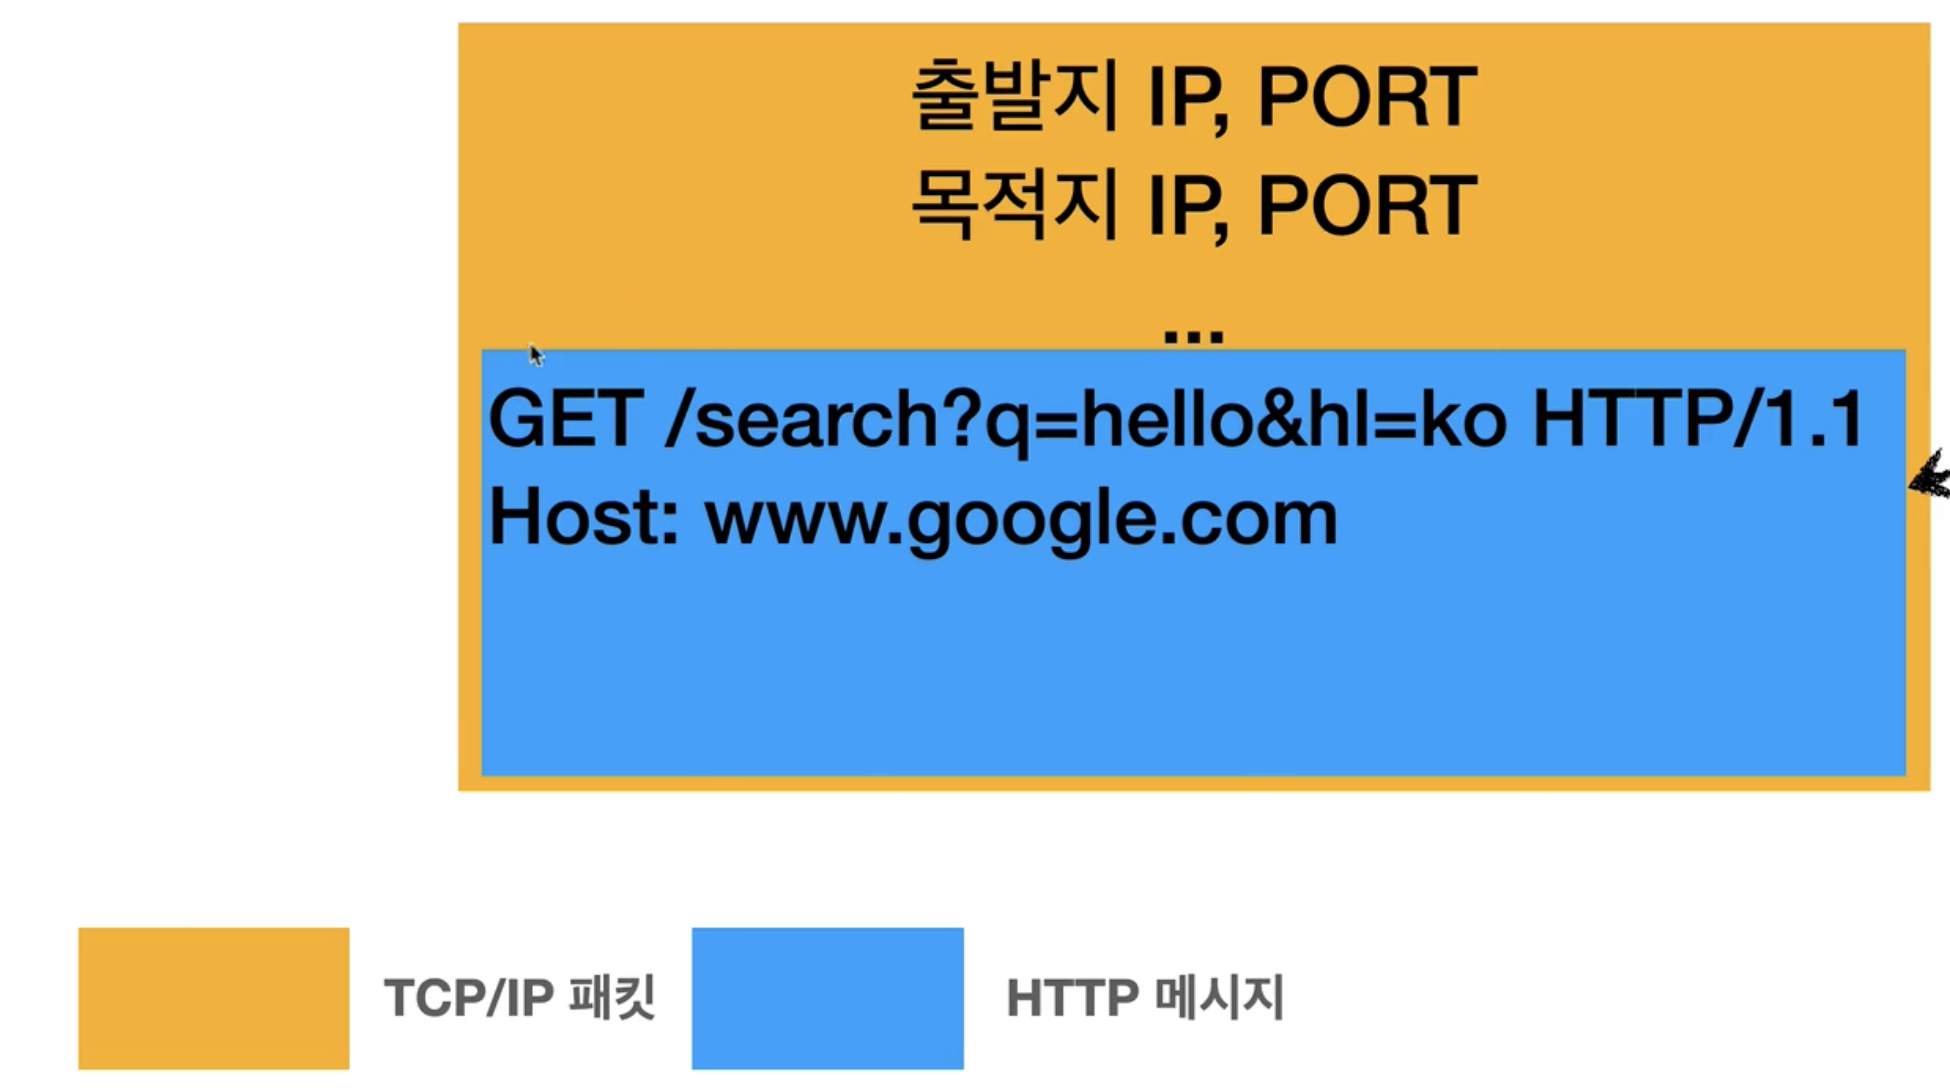 출발지 IP, PORT
목적지 IP, PORT
...
GET /search?q=hello&hl=ko HTTP/1.1
Host: www.google.com
TCP/IP 패킷
HTTP 메시지